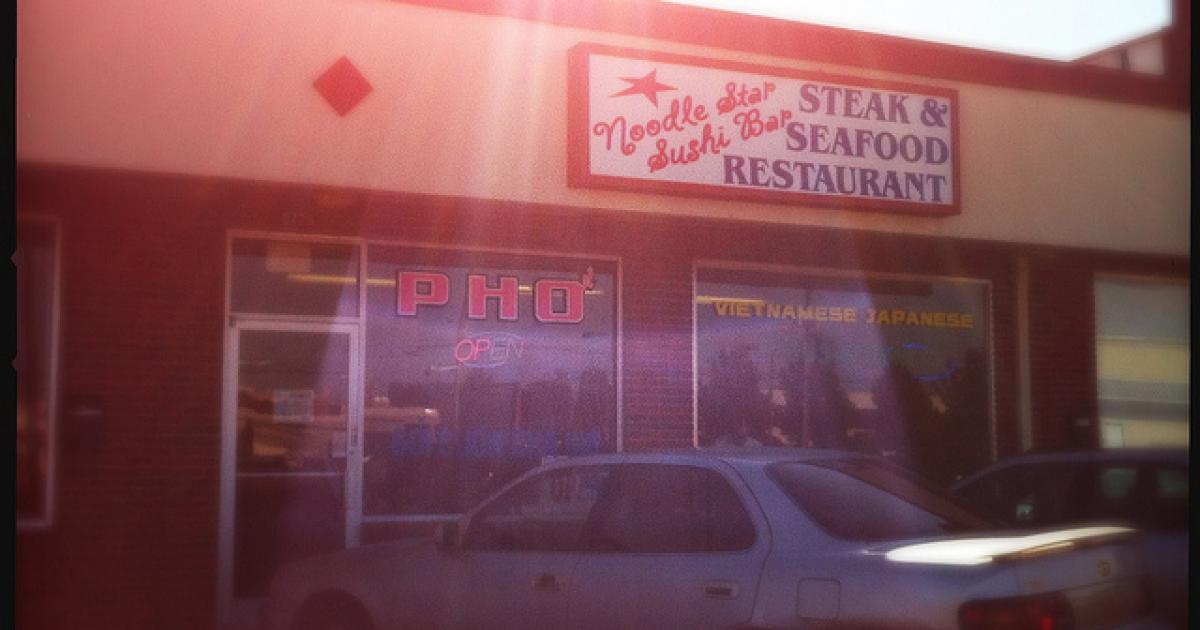 Noodle Star
Sushi Bar
STEAK &
SEAFOOD
RESTAURANT
PHO
OPEN
VIETNAMESE JAPANESE